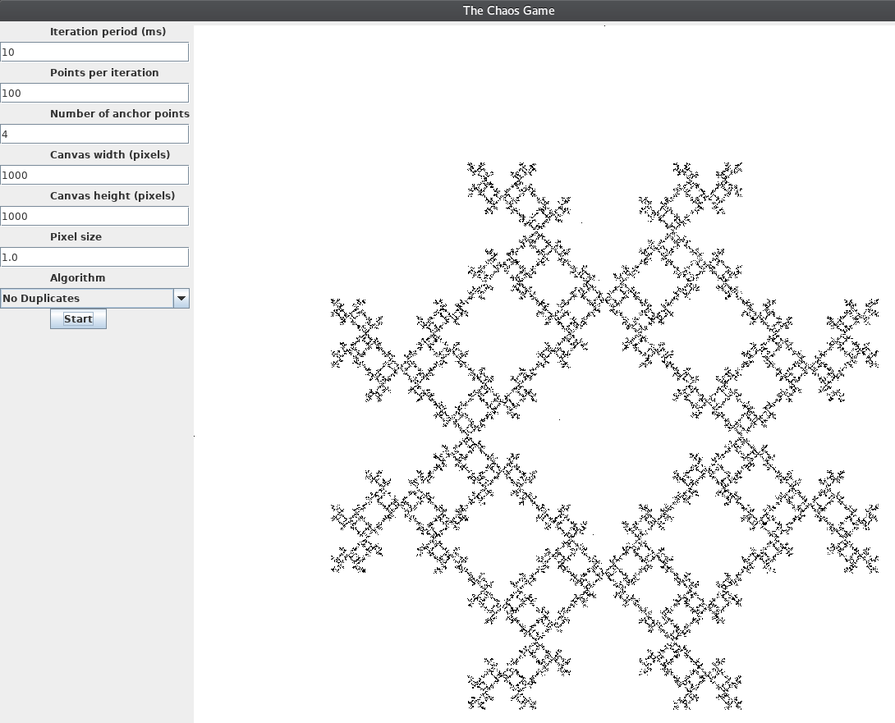 The Chaos Game
Iteration period (ms)
10
Points per iteration
100
Number of anchor points
4
Canvas width (pixels)
1000
Canvas height (pixels)
1000
Pixel size
1.0
Algorithm
No Duplicates
Start